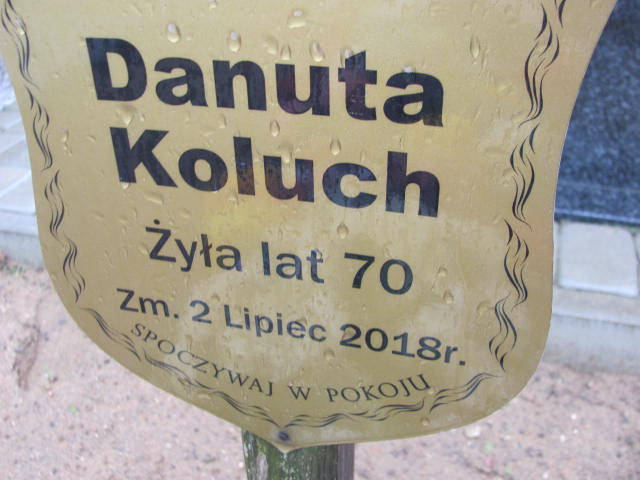 Danuta
Koluch
Żyła lat 70
Zm. 2 Lipiec 2018r.
SPOCZYWAJ W POKOJU